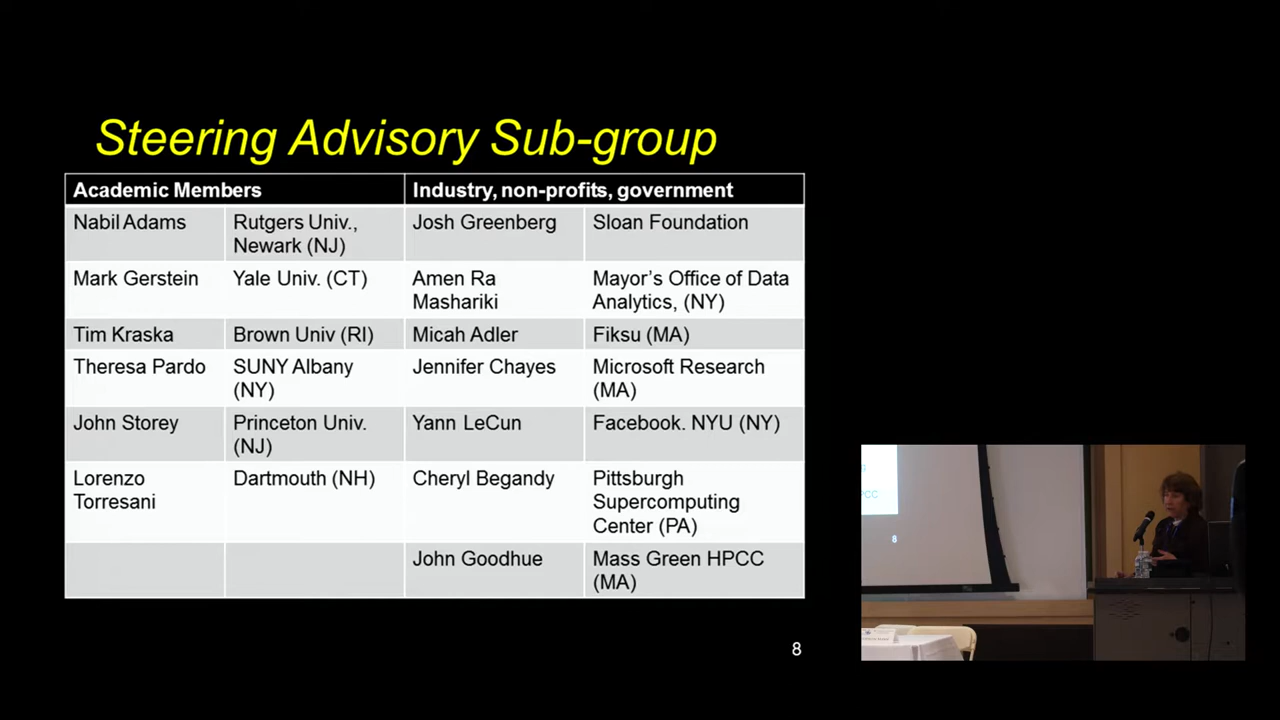 Steering Advisory Sub-group
Academic Members
Industry, non-profits, government
Nabil Adams
Rutgers Univ.,
Newark (NJ)
Josh Greenberg
Sloan Foundation
Mark Gerstein
Yale Univ. (CT)
Amen Ra
Mashariki
Mayor's Office of Data
Analytics, (NY)
Tim Kraska
Brown Univ (RI)
Micah Adler
Fiksu (MA)
Theresa Pardo
SUNY Albany
(NY)
Jennifer Chayes
Microsoft Research
(MA)
John Storey
Princeton Univ.
(NJ)
Yann LeCun
Facebook. NYU (NY)
Lorenzo
Torresani
Dartmouth (NH)
Cheryl Begandy
Pittsburgh
Supercomputing
Center (PA)
John Goodhue
Mass Green HPCC
(MA)
8
8